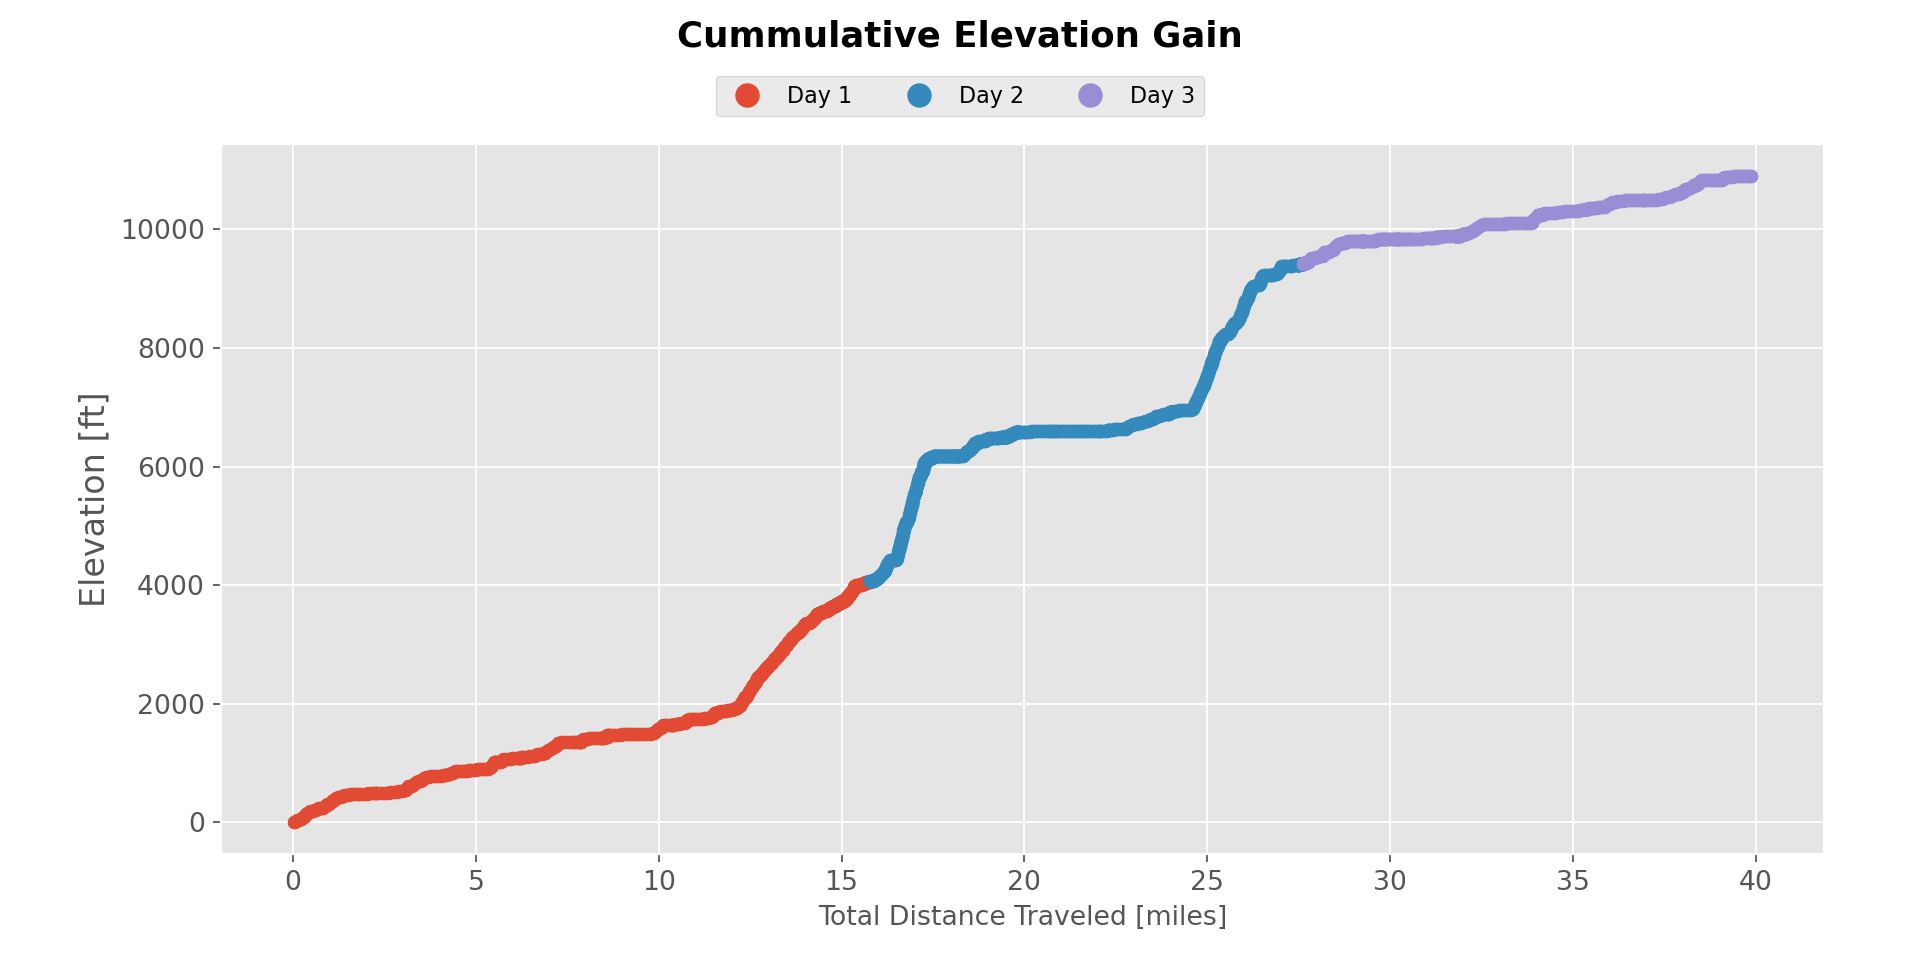 Cummulative Elevation Gain
Day 1 Day 2 Day 3
Elevation [ft]
10000
8000
6000
4000
2000
0
0 5 10 15 20 25 30 35 40
Total Distance Traveled [miles]